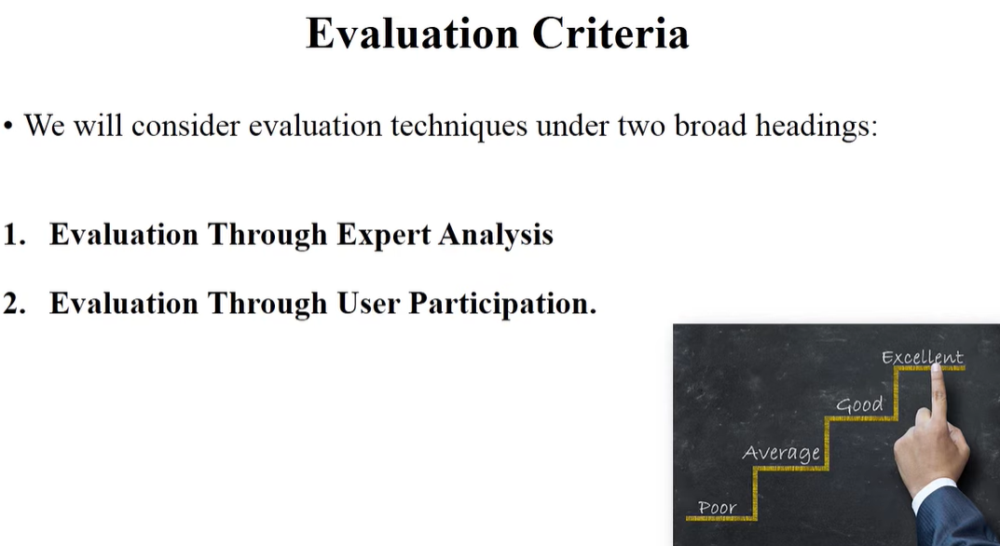 Evaluation Criteria
• We will consider evaluation techniques under two broad headings:
1. Evaluation Through Expert Analysis
2. Evaluation Through User Participation.
Excellent
Good
Average
Poor